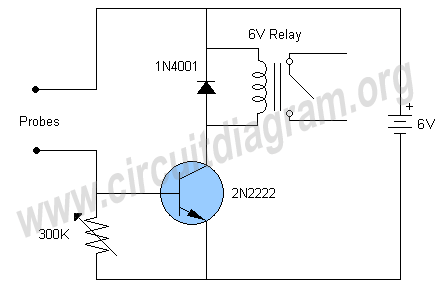 6V Relay
1N4001
Probes
+
6V
2N2222
300K
www.circuitdiagram.org